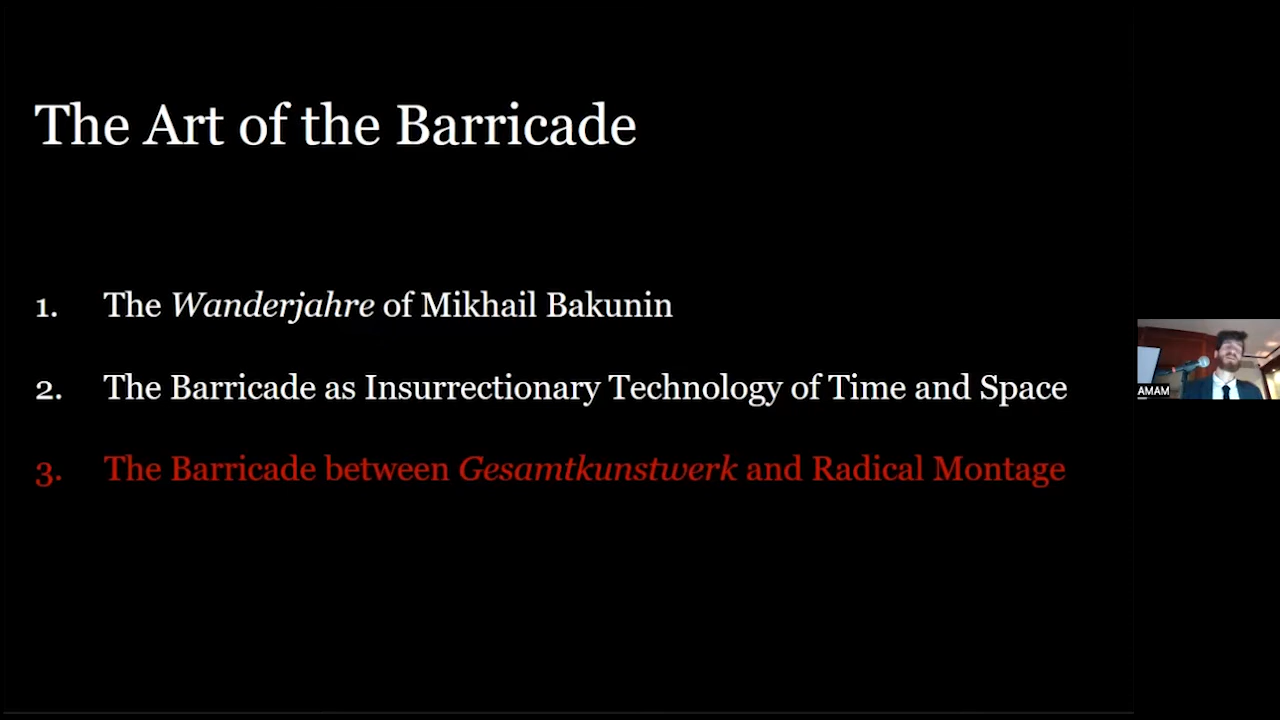 The Art of the Barricade
1. The Wanderjahre of Mikhail Bakunin
2. The Barricade as Insurrectionary Technology of Time and Space
3. The Barricade between Gesamtkunstwerk and Radical Montage
AMAM